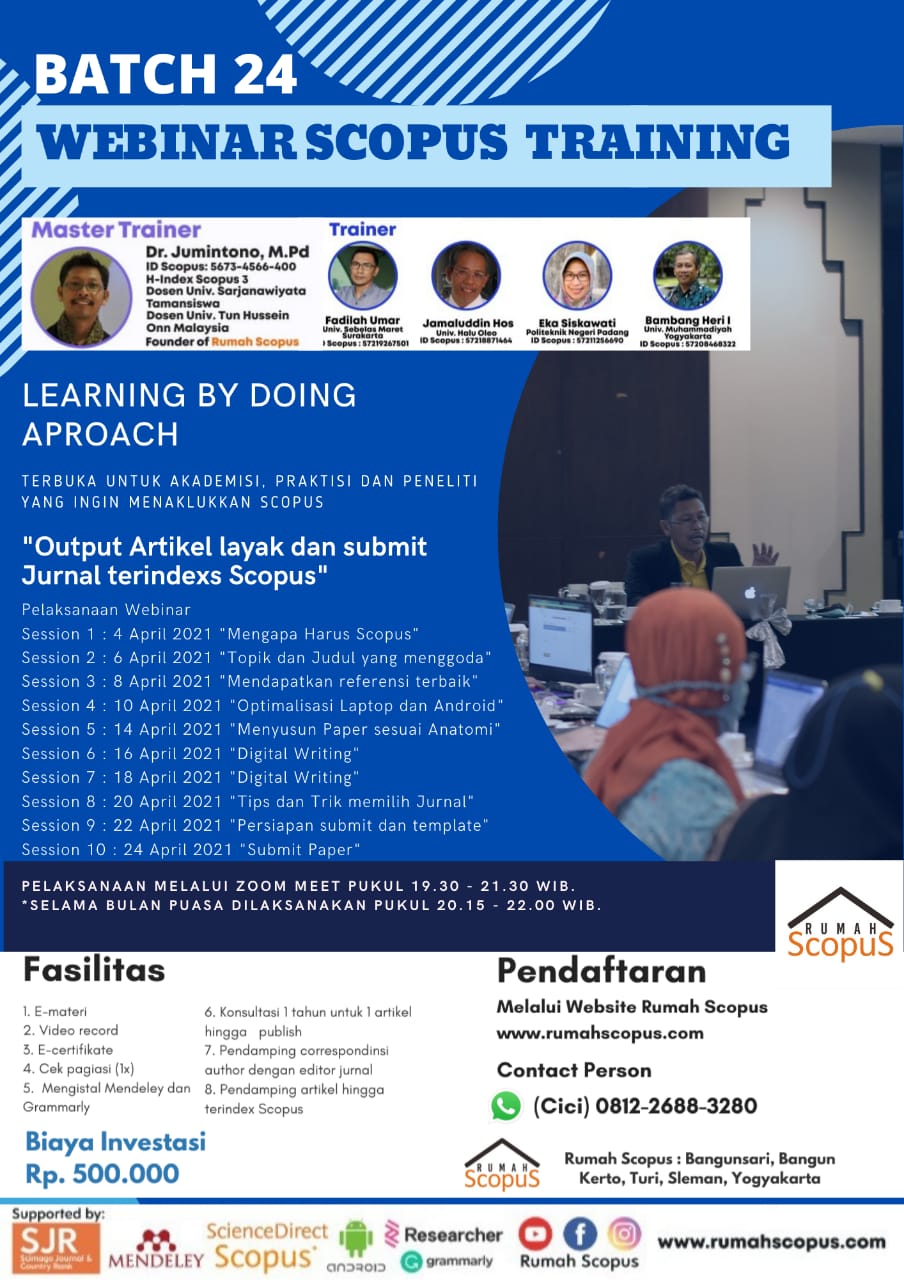 BATCH 24
WEBINAR SCOPUS TRAINING
Master Trainer
Dr. Jumintono, M.Pd
ID Scopus: 5673-4566-400
H-Index Scopus 3
Dosen Univ. Sarjanawiyata
Tamansiswa
Dosen Univ. Tun Hussein
Onn Malaysia
Founder of Rumah Scopus
Trainer
Fadilah Umar
Univ. Sebelas Maret
Surakarta
ID Scopus : 57219267501
Jamaluddin Hos
Univ. Halu Oleo
ID Scopus : 57218871464
Eka Siskawati
Politeknik Negeri Padang
ID Scopus : 57211256690
Bambang Heri I
Univ. Muhammadiyah
Yogyakarta
ID Scopus : 57208468322
LEARNING BY DOING
APROACH
TERBUKA UNTUK AKADEMISI, PRAKTISI DAN PENELITI
YANG INGIN MENAKLUKKAN SCOPUS
"Output Artikel layak dan submit
Jurnal terindexs Scopus"
Pelaksanaan Webinar
Session 1 : 4 April 2021 "Mengapa Harus Scopus"
Session 2 : 6 April 2021 "Topik dan Judul yang menggoda"
Session 3 : 8 April 2021 "Mendapatkan referensi terbaik"
Session 4 : 10 April 2021 "Optimalisasi Laptop dan Android"
Session 5 : 14 April 2021 "Menyusun Paper sesuai Anatomi"
Session 6 : 16 April 2021 "Digital Writing"
Session 7 : 18 April 2021 "Digital Writing"
Session 8 : 20 April 2021 "Tips dan Trik memilih Jurnal"
Session 9 : 22 April 2021 "Persiapan submit dan template"
Session 10 : 24 April 2021 "Submit Paper"
PELAKSANAAN MELALUI ZOOM MEET PUKUL 19.30 - 21.30 WIB.
*SELAMA BULAN PUASA DILAKSANAKAN PUKUL 20.15 - 22.00 WIB.
RUMAH
ScopuS
Fasilitas
1. E-materi
2. Video record
3. E-certifikate
4. Cek pagiasi (1x)
5. Mengistal Mendeley dan
Grammarly
6. Konsultasi 1 tahun untuk 1 artikel
hingga publish
7. Pendamping correspondinsi
author dengan editor jurnal
8. Pendamping artikel hingga
terindex Scopus
Biaya Investasi
Rp. 500.000
Pendaftaran
Melalui Website Rumah Scopus
www.rumahscopus.com
Contact Person
(Cici) 0812-2688-3280
RUMAH
ScopuS
Rumah Scopus : Bangunsari, Bangun
Kerto, Turi, Sleman, Yogyakarta
Supported by:
SJR
Scimago Journal &
Country Rank
MENDELEY
ScienceDirect
Scopus
ANDROID
Researcher
grammarly
Rumah Scopus
www.rumahscopus.com